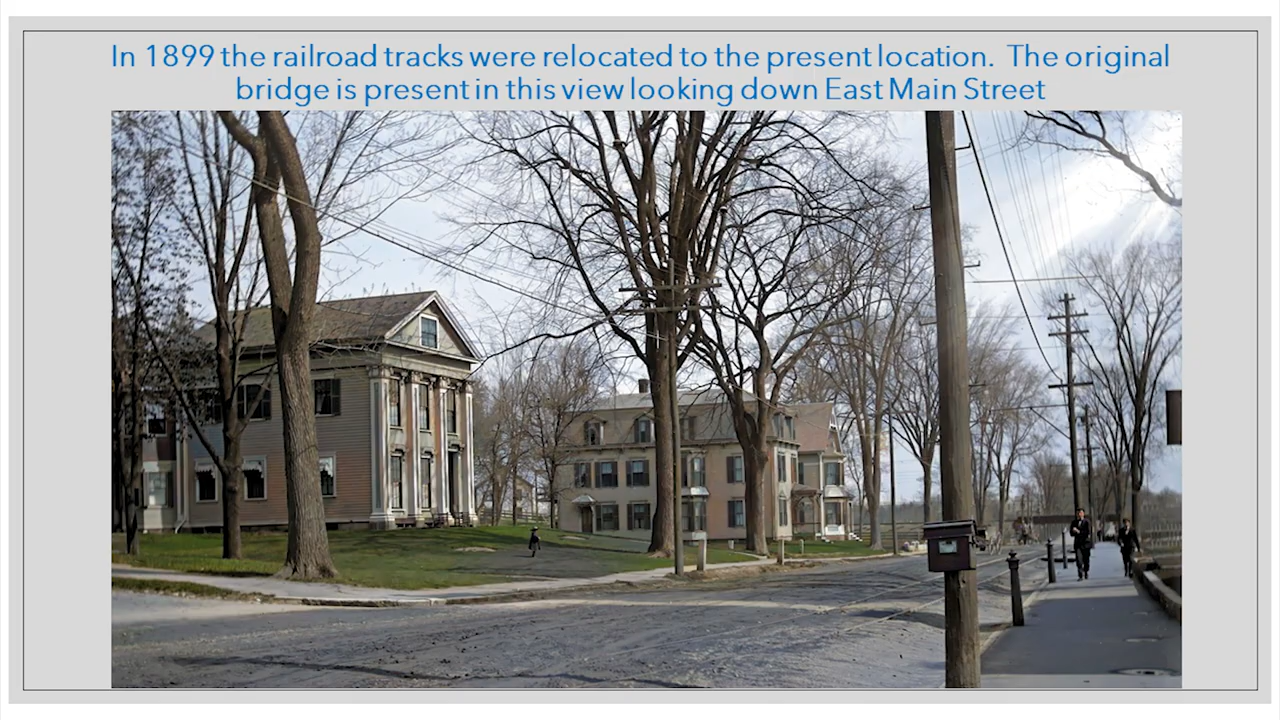 In 1899 the railroad tracks were relocated to the present location.  The original
bridge is present in this view looking down East Main Street